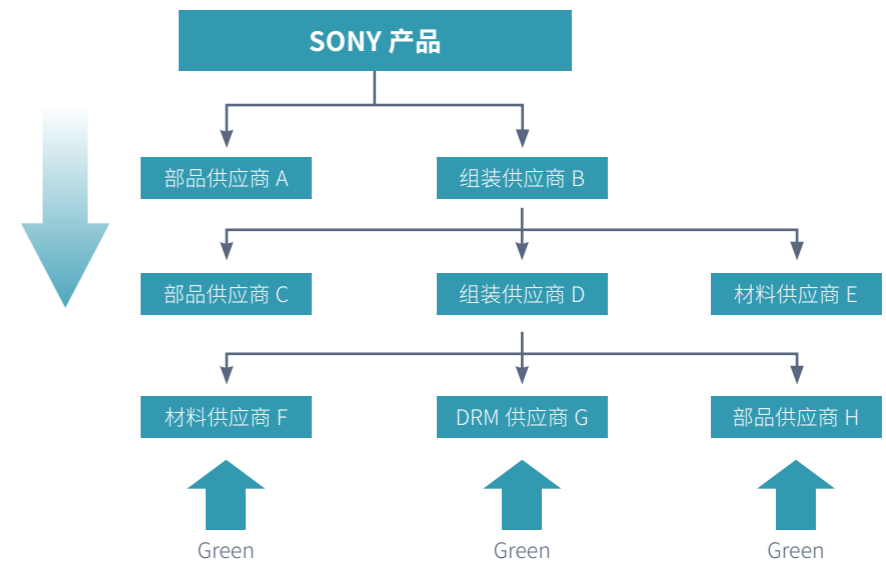 SONY 产品
部品供应商 A
组装供应商 B
部品供应商 C
组装供应商 D
材料供应商 E
材料供应商 F
DRM 供应商 G
部品供应商 H
Green
Green
Green